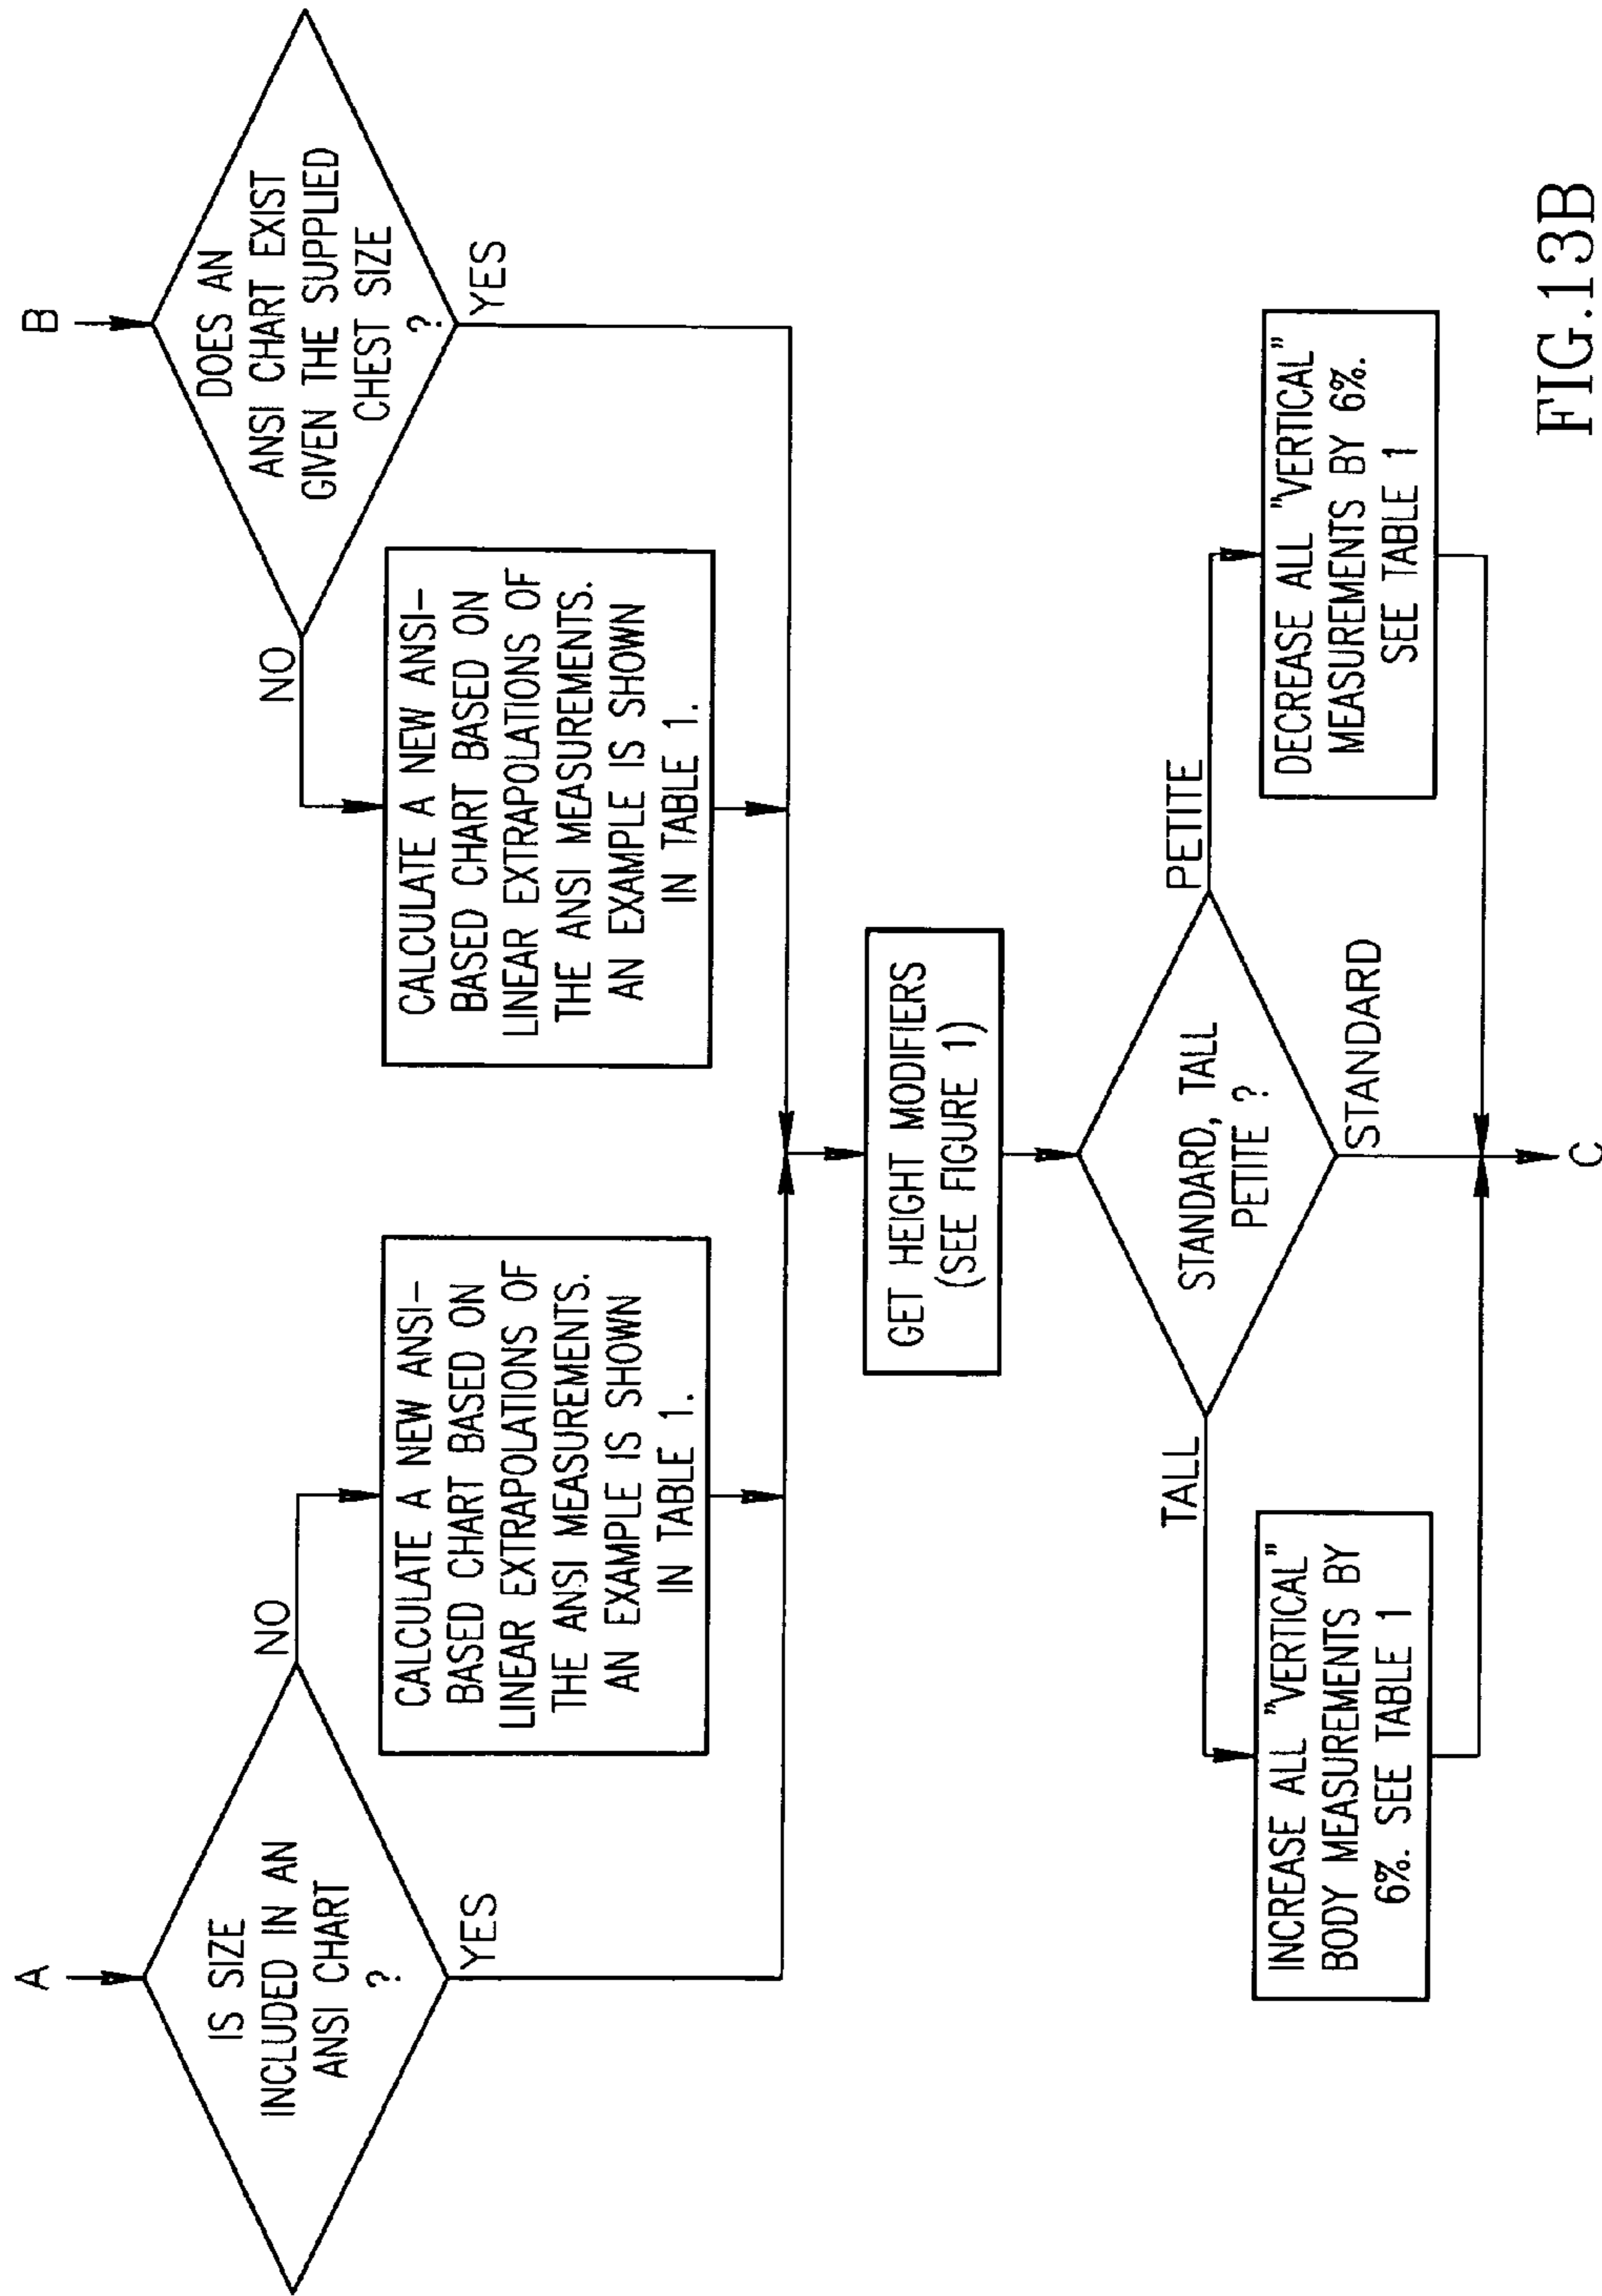 A
IS SIZE
INCLUDED IN AN
ANSI CHART
?
NO
YES
CALCULATE A NEW ANSI-
BASED CHART BASED ON
LINEAR EXTRAPOLATIONS OF
THE ANSI MEASUREMENTS.
AN EXAMPLE IS SHOWN
IN TABLE 1.
B
DOES AN
ANSI CHART EXIST
GIVEN THE SUPPLIED
CHEST SIZE
?
NO
YES
CALCULATE A NEW ANSI-
BASED CHART BASED ON
LINEAR EXTRAPOLATIONS OF
THE ANSI MEASUREMENTS.
AN EXAMPLE IS SHOWN
IN TABLE 1.
GET HEIGHT MODIFIERS
(SEE FIGURE 1)
STANDARD, TALL
PETITE ?
TALL
PETITE
STANDARD
INCREASE ALL "VERTICAL"
BODY MEASUREMENTS BY
6%. SEE TABLE 1
DECREASE ALL "VERTICAL"
MEASUREMENTS BY 6%.
SEE TABLE 1
C
FIG.13B